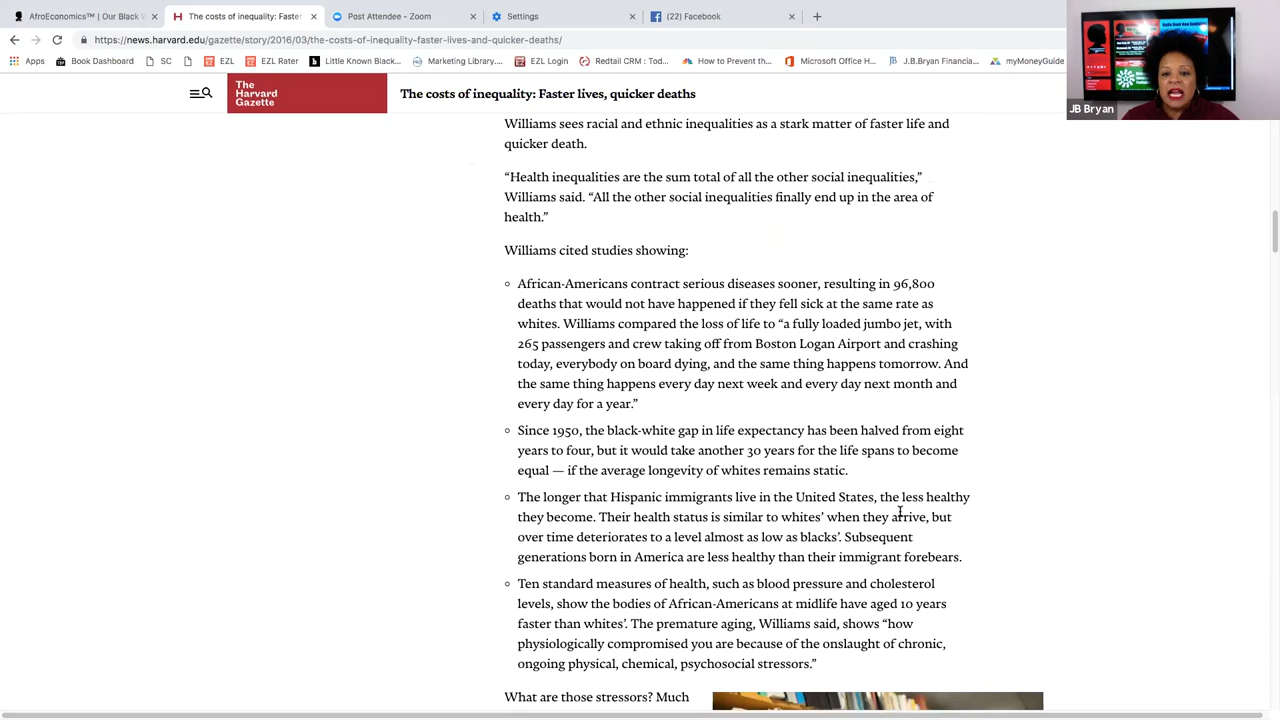 AfroEconomics™ | Our Black W
The costs of inequality: Faster
Post Attendee - Zoom
Settings
(22) Facebook
https://news.harvard.edu/gazette/story/2016/03/the-costs-of-inequality-faster-lives-and-quicker-deaths/
Apps
Book Dashboard
SC
EZL
EZL Rater
Little Known Black...
Marketing Library....
EZL Login
Redtail CRM : Tod...
How to Prevent th...
Microsoft Office H...
J.B.Bryan Financia...
myMoneyGuide
JB Bryan
The
Harvard
Gazette
The costs of inequality: Faster lives, quicker deaths
Williams sees racial and ethnic inequalities as a stark matter of faster life and
quicker death.
“Health inequalities are the sum total of all the other social inequalities,”
Williams said. “All the other social inequalities finally end up in the area of
health.”
Williams cited studies showing:
African-Americans contract serious diseases sooner, resulting in 96,800
deaths that would not have happened if they fell sick at the same rate as
whites. Williams compared the loss of life to “a fully loaded jumbo jet, with
265 passengers and crew taking off from Boston Logan Airport and crashing
today, everybody on board dying, and the same thing happens tomorrow. And
the same thing happens every day next week and every day next month and
every day for a year.”
Since 1950, the black-white gap in life expectancy has been halved from eight
years to four, but it would take another 30 years for the life spans to become
equal — if the average longevity of whites remains static.
The longer that Hispanic immigrants live in the United States, the less healthy
they become. Their health status is similar to whites’ when they arrive, but
over time deteriorates to a level almost as low as blacks’. Subsequent
generations born in America are less healthy than their immigrant forebears.
Ten standard measures of health, such as blood pressure and cholesterol
levels, show the bodies of African-Americans at midlife have aged 10 years
faster than whites’. The premature aging, Williams said, shows “how
physiologically compromised you are because of the onslaught of chronic,
ongoing physical, chemical, psychosocial stressors.”
What are those stressors? Much